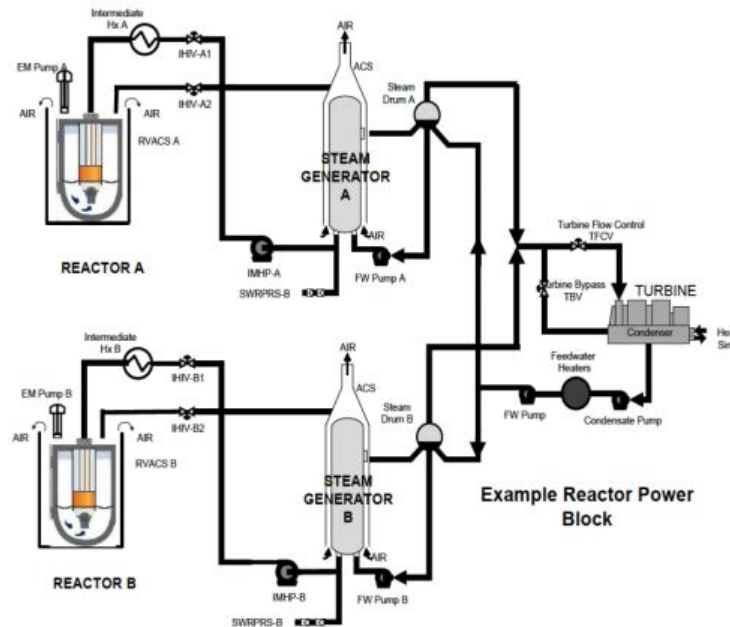 Intermediate
Hx A
AIR
EM Pump A
IHIV-A1
ACS
Steam
Drum A
AIR
AIR
IHIV-A2
RVACS A
STEAM
GENERATOR
A
Turbine Flow Control
TFCV
AIR
REACTOR A
IMHP-A
FW Pump A
Turbine Bypass
TBV
TURBINE
SWRPRS-B
Condenser
Intermediate
Hx B
AIR
Feedwater
Heaters
EM Pump B
IHIV-B1
ACS
Steam
Drum B
FW Pump
Condensate Pump
AIR
AIR
IHIV-B2
RVACS B
STEAM
GENERATOR
B
Example Reactor Power
Block
AIR
REACTOR B
IMHP-B
FW Pump B
SWRPRS-B